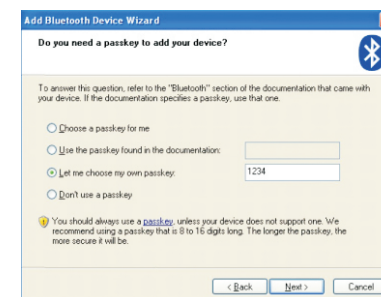 Add Bluetooth Device Wizard
Do you need a passkey to add your device?
To answer this question, refer to the "Bluetooth" section of the documentation that came with
your device. If the documentation specifies a passkey, use that one.
Choose a passkey for me
Use the passkey found in the documentation:
Let me choose my own passkey: 1234
Don't use a passkey
You should always use a passkey, unless your device does not support one. We
recommend using a passkey that is 8 to 16 digits long. The longer the passkey, the
more secure it will be.
< Back Next > Cancel